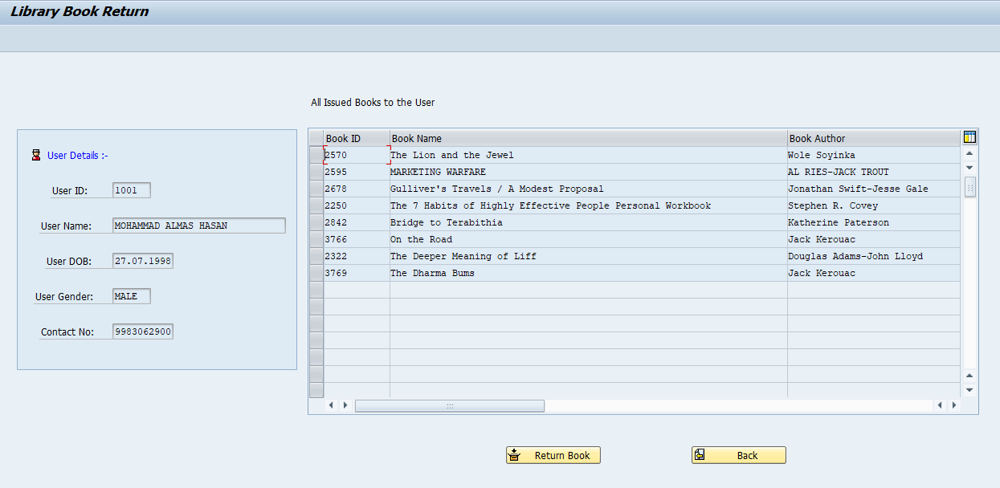 Library Book Return
All Issued Books to the User
User Details :-
User ID: 1001
User Name: MOHAMMAD ALMAS HASAN
User DOB: 27.07.1998
User Gender: MALE
Contact No: 9983062900
Book ID Book Name Book Author
2570 The Lion and the Jewel Wole Soyinka
2595 MARKETING WARFARE AL RIES-JACK TROUT
2678 Gulliver's Travels / A Modest Proposal Jonathan Swift-Jesse Gale
2250 The 7 Habits of Highly Effective People Personal Workbook Stephen R. Covey
2842 Bridge to Terabithia Katherine Paterson
3766 On the Road Jack Kerouac
2322 The Deeper Meaning of Liff Douglas Adams-John Lloyd
3769 The Dharma Bums Jack Kerouac
Return Book Back